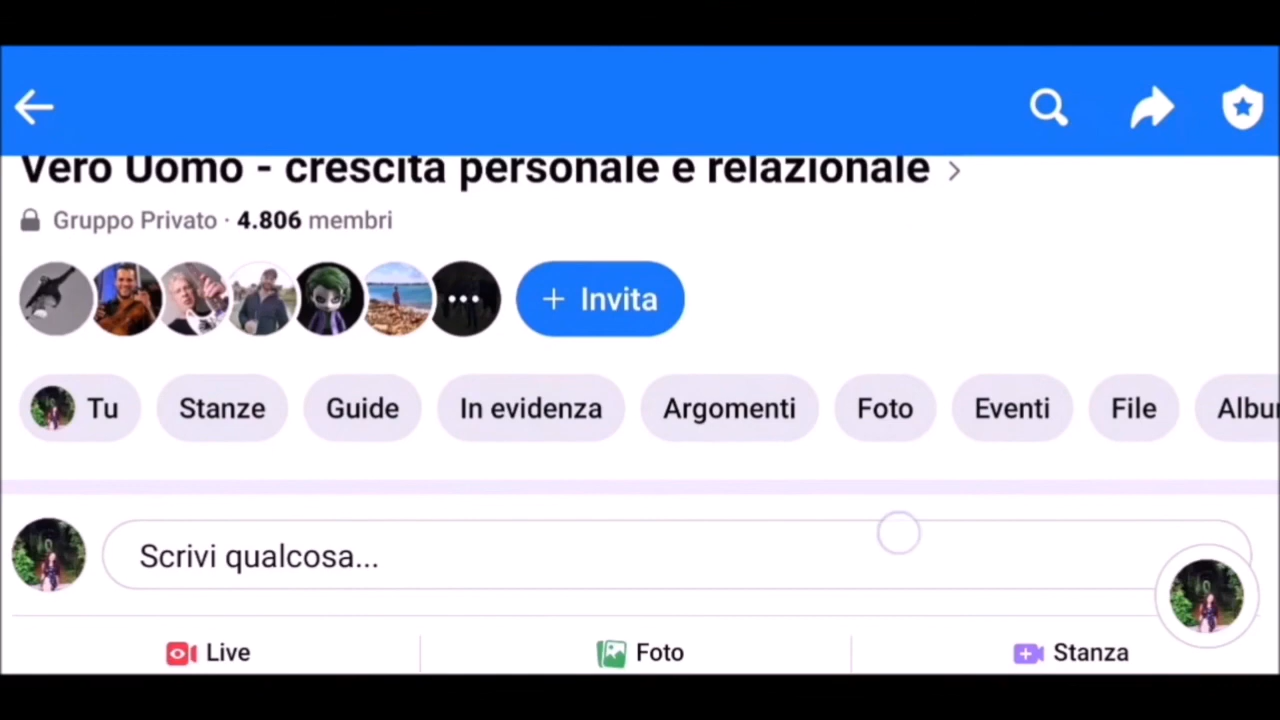 Vero Uomo - crescita personale e relazionale
Gruppo Privato · 4.806 membri
+ Invita
Tu Stanze Guide In evidenza Argomenti Foto Eventi File Album
Scrivi qualcosa...
Live Foto Stanza